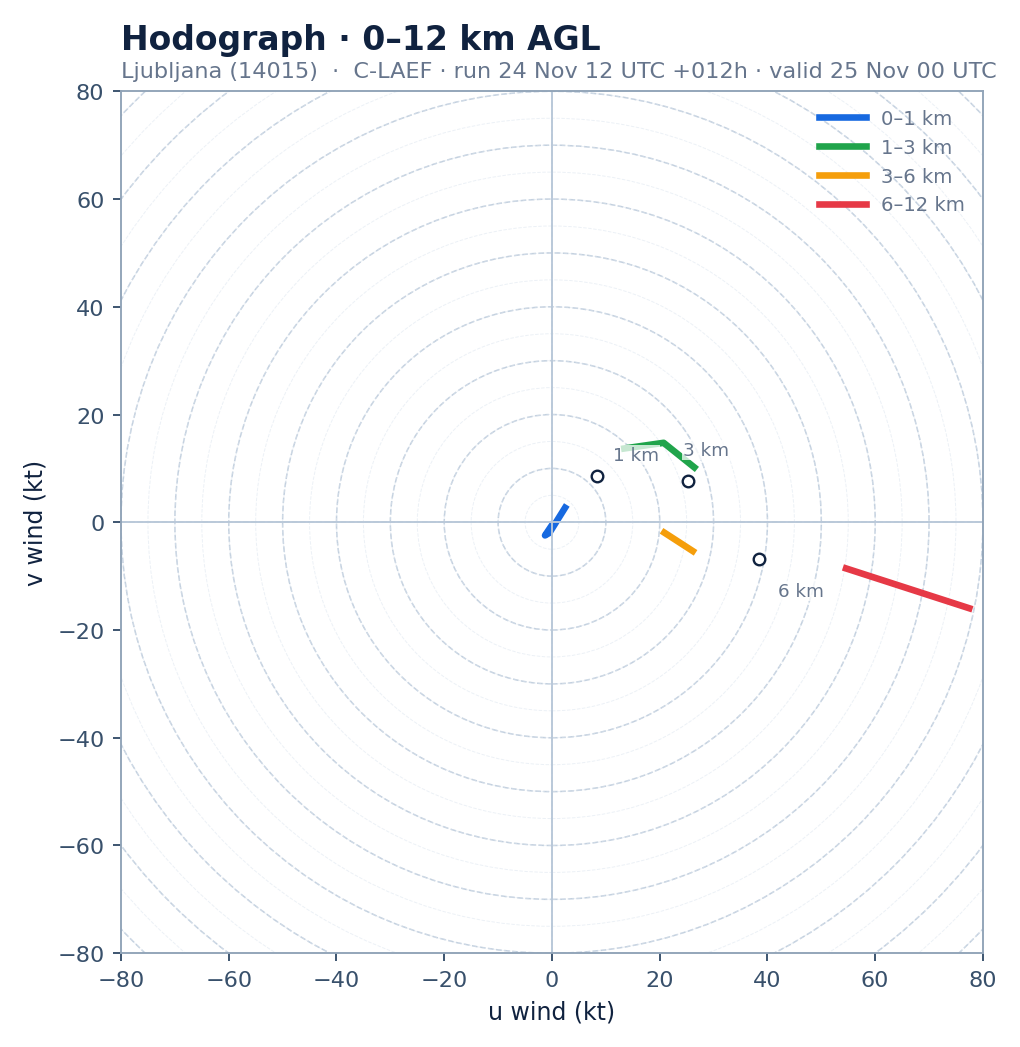 Hodograph · 0–12 km AGL
Ljubljana (14015)  ·  C-LAEF · run 24 Nov 12 UTC +012h · valid 25 Nov 00 UTC
0–1 km
1–3 km
3–6 km
6–12 km
80
60
40
20
0
−20
−40
−60
−80
v wind (kt)
1 km
3 km
6 km
−80
−60
−40
−20
0
20
40
60
80
u wind (kt)